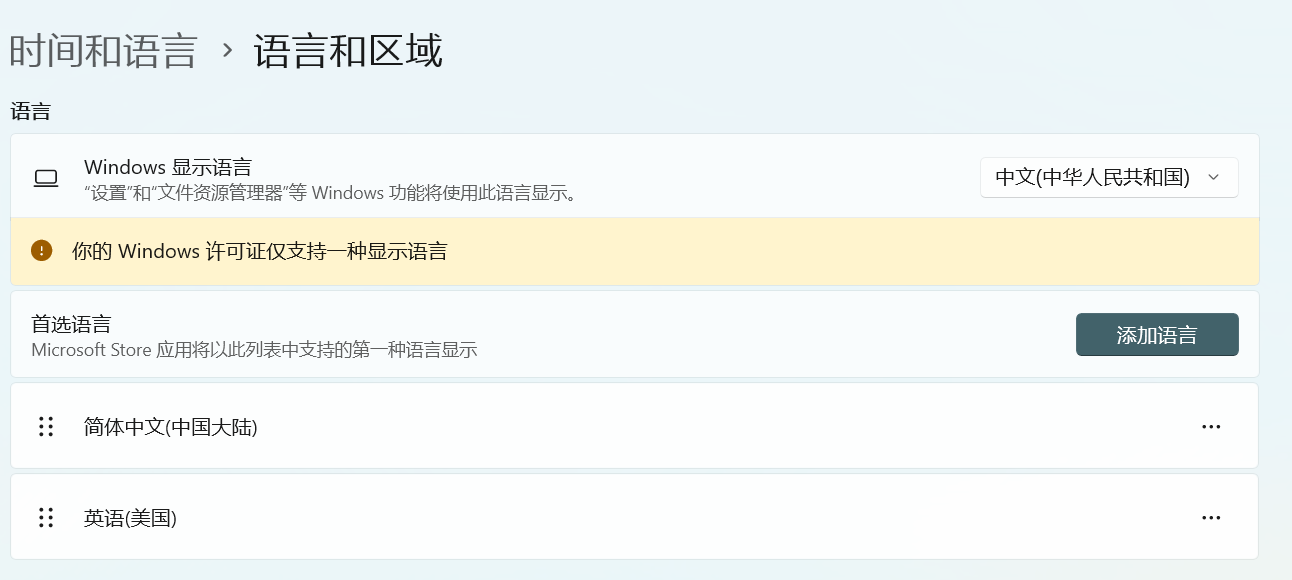 时间和语言 › 语言和区域
语言
Windows 显示语言
“设置”和“文件资源管理器”等 Windows 功能将使用此语言显示。
中文(中华人民共和国)
你的 Windows 许可证仅支持一种显示语言
首选语言
Microsoft Store 应用将以此列表中支持的第一种语言显示
添加语言
简体中文(中国大陆)
英语(美国)